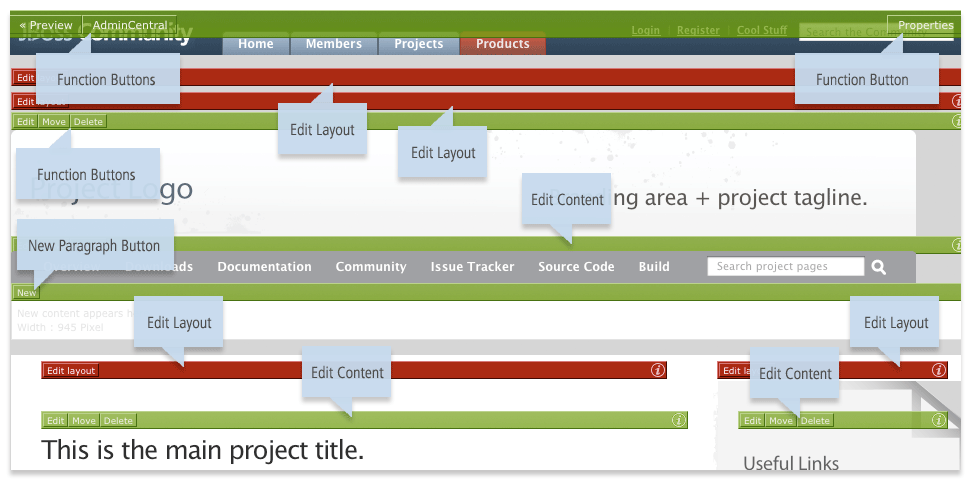 « Preview AdminCentral Properties
JBoss Community
Login Register Cool Stuff
Home Members Projects Products
Function Buttons
Function Button
Edit
Edit
Edit Layout
Edit Layout
Edit Move Delete
Function Buttons
Project Logo
Edit Content
ng area + project tagline.
New Paragraph Button
Documentation Community Issue Tracker Source Code Build Search project pages
New
New content appears
Width : 945 Pixel
Edit Layout
Edit Layout
Edit layout
Edit Content
Edit Content
Edit Move Delete
Edit Move Delete
This is the main project title.
Useful Links